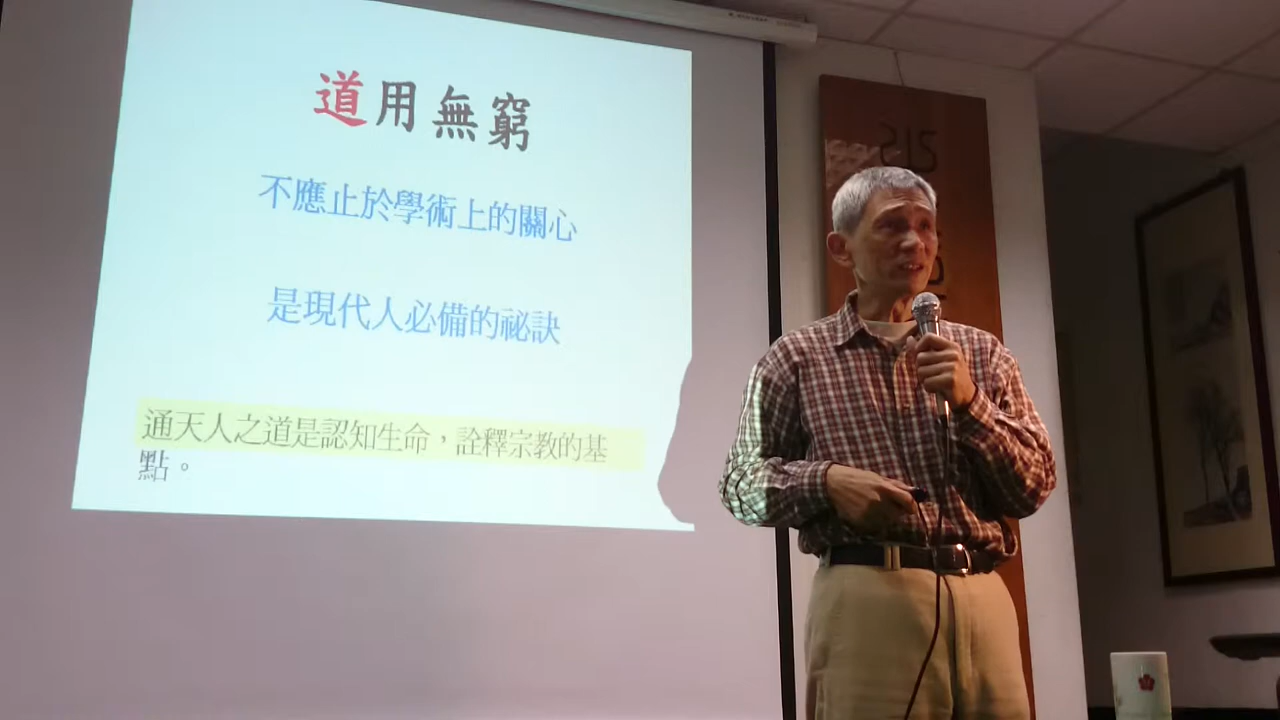 道用無窮
不應止於學術上的關心
是現代人必備的祕訣
通天人之道是認知生命，詮釋宗教的基
點。